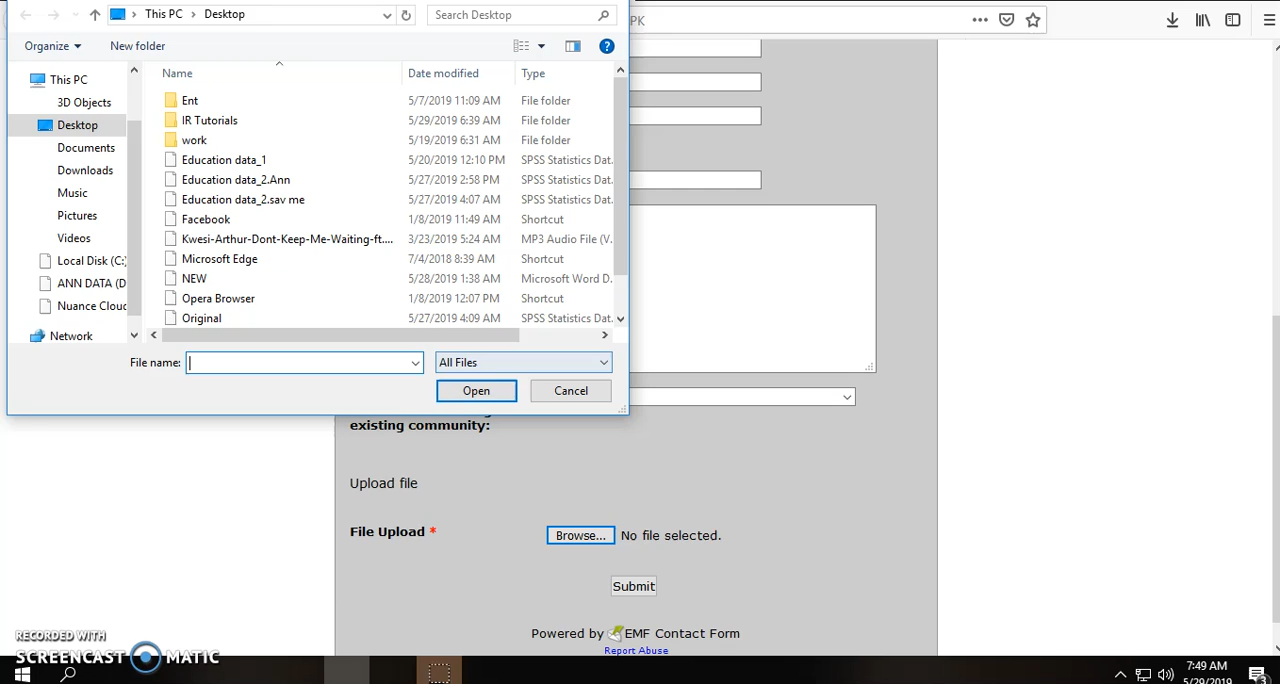 This PC > Desktop
Search Desktop
PK
Organize
New folder
Name
Date modified
Type
This PC
3D Objects
Desktop
Documents
Downloads
Music
Pictures
Videos
Local Disk (C:)
ANN DATA (D
Nuance Cloud
Network
Ent 5/7/2019 11:09 AM File folder
IR Tutorials 5/29/2019 6:39 AM File folder
work 5/19/2019 6:31 AM File folder
Education data_1 5/20/2019 12:10 PM SPSS Statistics Dat.
Education data_2.Ann 5/27/2019 2:58 PM SPSS Statistics Dat.
Education data_2.sav me 5/27/2019 4:07 AM SPSS Statistics Dat.
Facebook 1/8/2019 11:49 AM Shortcut
Kwesi-Arthur-Dont-Keep-Me-Waiting-ft.... 3/23/2019 5:24 AM MP3 Audio File (V.
Microsoft Edge 7/4/2018 8:39 AM Shortcut
NEW 5/28/2019 1:38 AM Microsoft Word D.
Opera Browser 1/8/2019 12:07 PM Shortcut
Original 5/27/2019 4:09 AM SPSS Statistics Dat.
File name:
All Files
Open
Cancel
existing community:
Upload file
File Upload *
Browse... No file selected.
Submit
Powered by EMF Contact Form
Report Abuse
RECORDED WITH
SCREENCAST MATIC
7:49 AM
5/29/2019
3